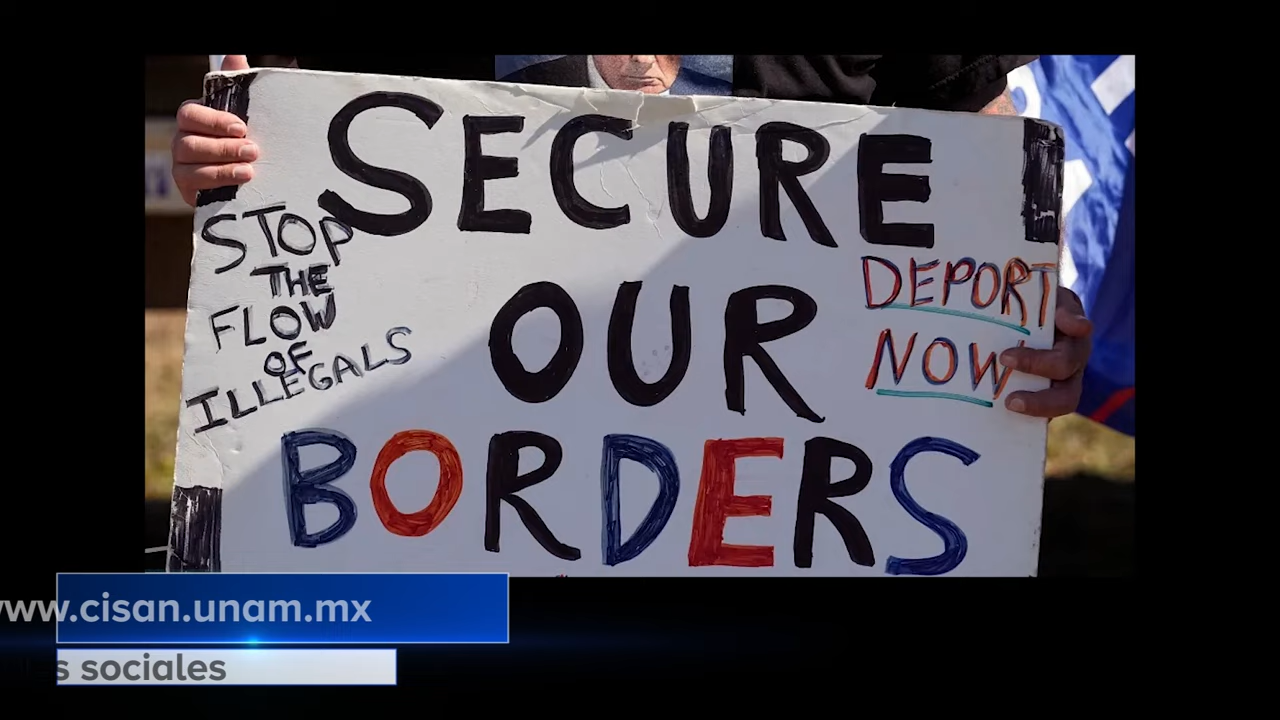 SECURE
OUR
BORDERS
STOP
THE
FLOW
OF
ILLEGALS
DEPORT
NOW
www.cisan.unam.mx
sociales